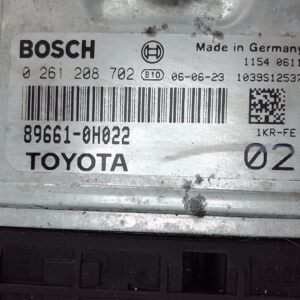 BOSCH Made in Germany
0 261 208 702 810 06-06-23 1154 0611
1039S12537
89661-0H022 1KR-FE
TOYOTA 02